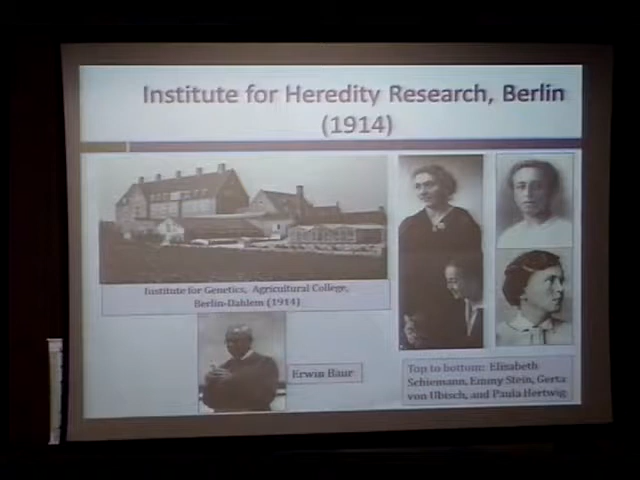 Institute for Heredity Research, Berlin
(1914)
Institute for Genetics, Agricultural College,
Berlin-Dahlem (1914)
Erwin Baur
Top to bottom: Elisabeth
Schiemann, Emmy Stein, Gerta
von Ubisch, and Paula Hertwig